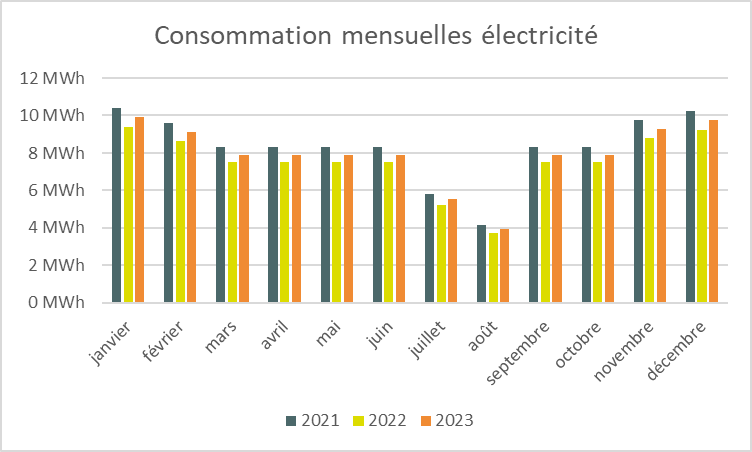 Consommation mensuelles électricité
12 MWh
10 MWh
8 MWh
6 MWh
4 MWh
2 MWh
0 MWh
janvier
février
mars
avril
mai
juin
juillet
août
septembre
octobre
novembre
décembre
2021
2022
2023